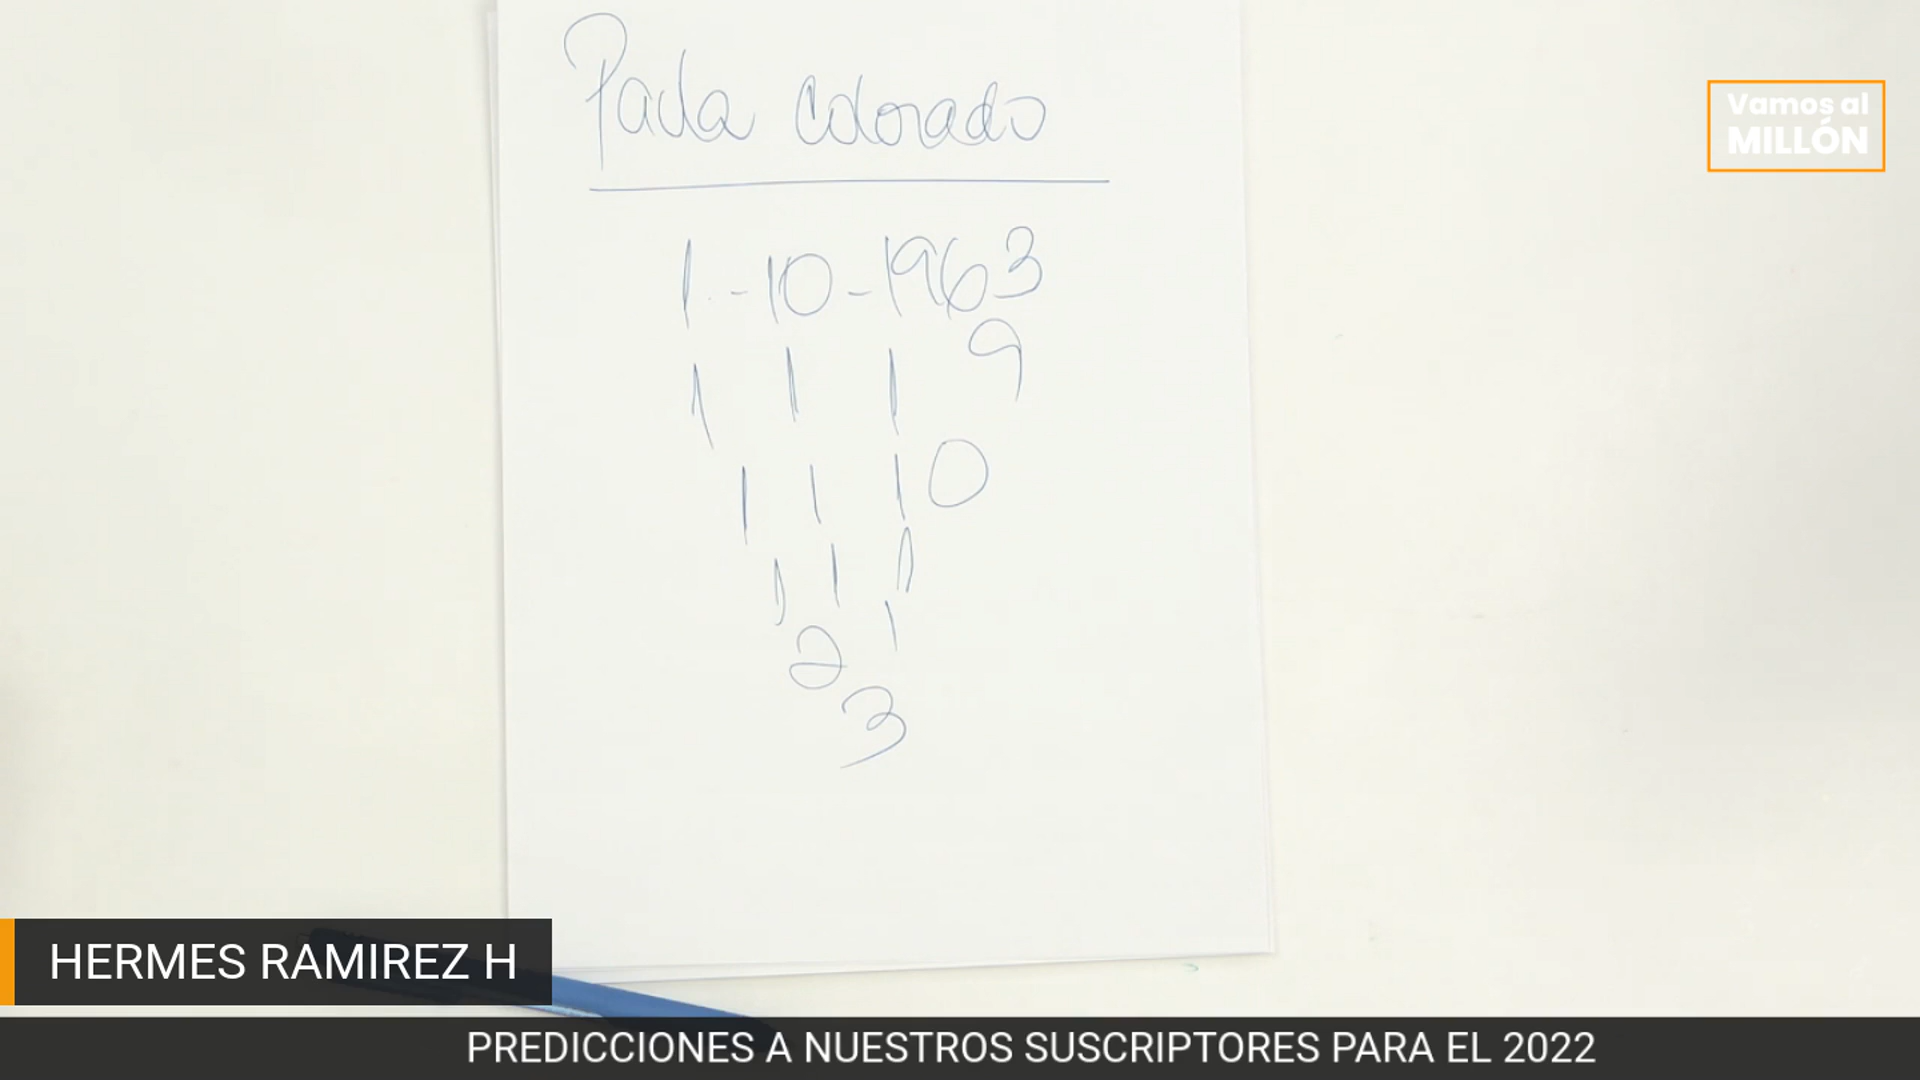 Paula Colorado
Vamos al
MILLÓN
1-10-1963
1 1 1 9
1 1 1 0
1 1 1
2 1
3
HERMES RAMIREZ H
PREDICCIONES A NUESTROS SUSCRIPTORES PARA EL 2022